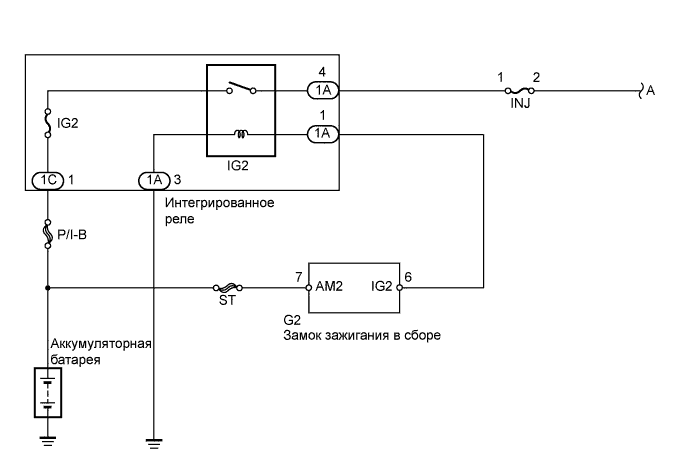 4
1A
1 2
INJ
A
IG2
1
1A
IG2
1C 1
1A 3
Интегрированное
реле
P/I-B
7
AM2
IG2
6
ST
G2
Замок зажигания в сборе
Аккумуляторная
батарея